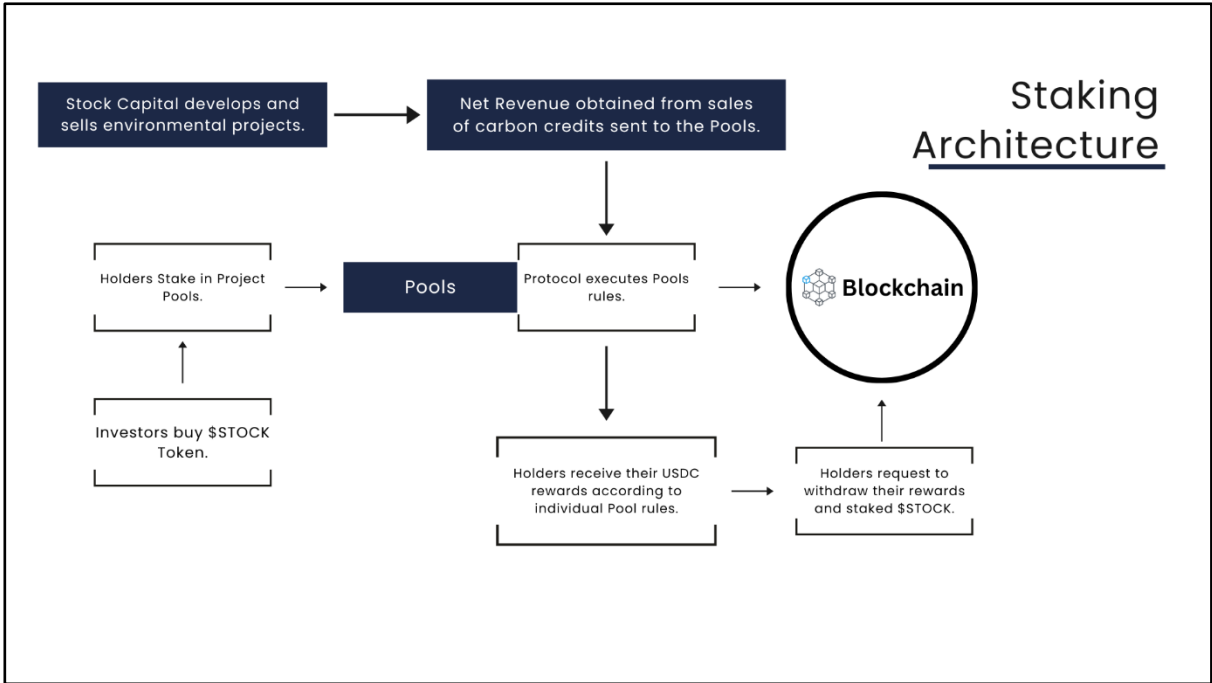 Staking
Architecture
Stock Capital develops and
sells environmental projects.
Net Revenue obtained from sales
of carbon credits sent to the Pools.
Holders Stake in Project
Pools.
Pools
Protocol executes Pools
rules.
Blockchain
Investors buy $STOCK
Token.
Holders receive their USDC
rewards according to
individual Pool rules.
Holders request to
withdraw their rewards
and staked $STOCK.